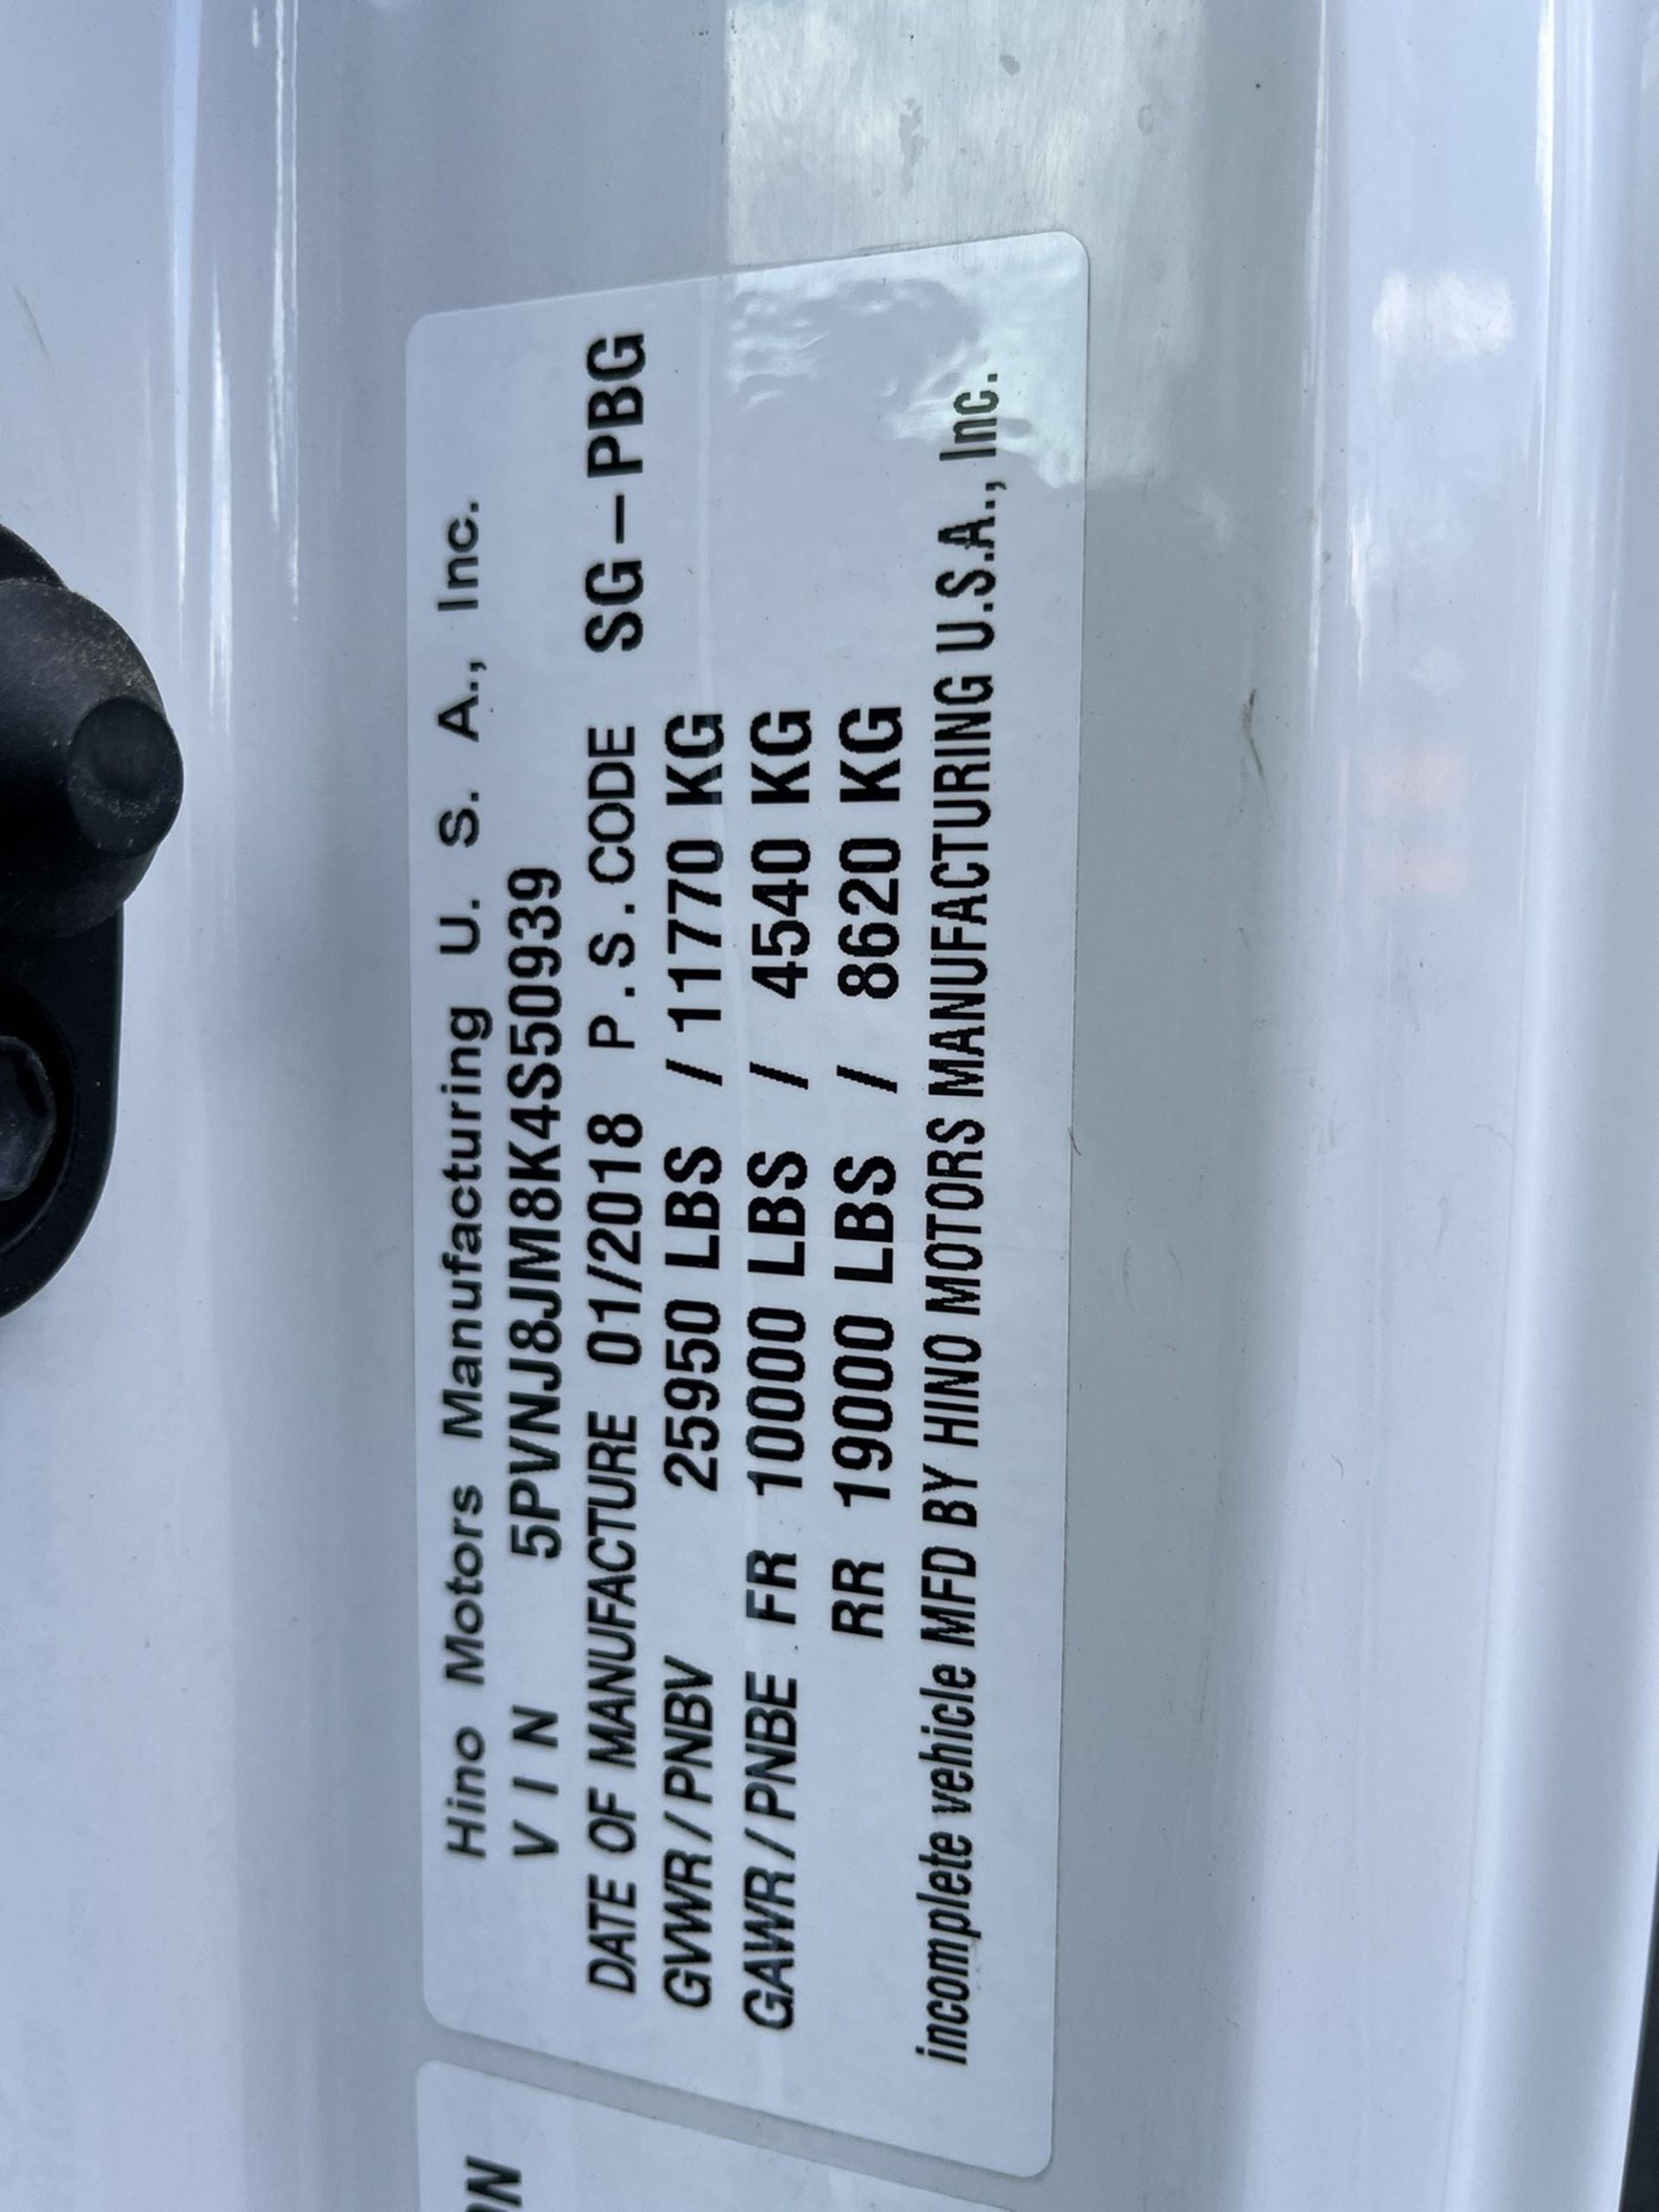 Hino Motors Manufacturing U. S. A., Inc.
VIN 5PVNJ8JM8K4S50939
DATE OF MANUFACTURE 01/2018 P.S.CODE SG-PBG
GVWR/PNBV 25950 LBS / 11770 KG
GAWR/PNBE FR 10000 LBS / 4540 KG
RR 19000 LBS / 8620 KG
incomplete vehicle MFD BY HINO MOTORS MANUFACTURING U.S.A., Inc.